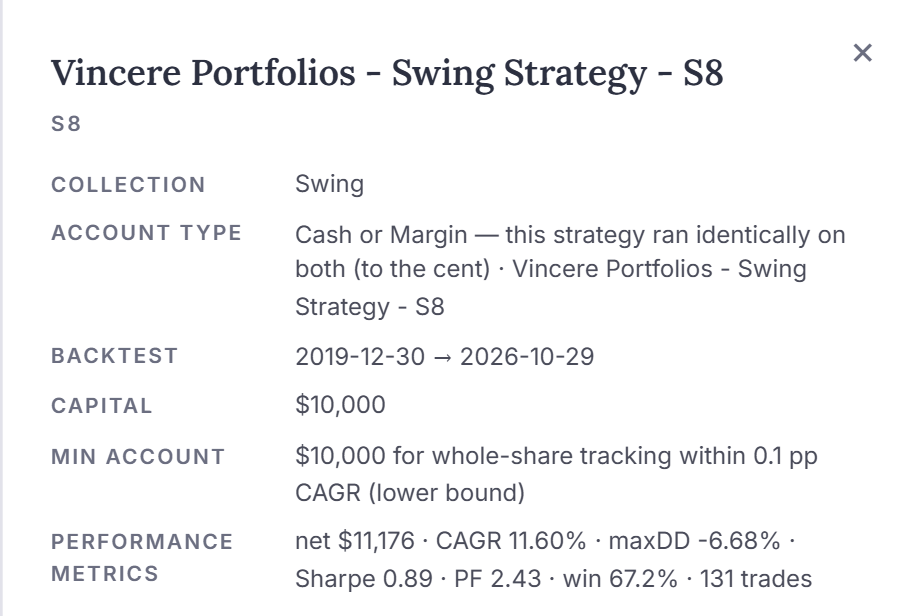 Vincere Portfolios - Swing Strategy - S8
S8
COLLECTION Swing
ACCOUNT TYPE Cash or Margin — this strategy ran identically on
both (to the cent) · Vincere Portfolios - Swing
Strategy - S8
BACKTEST 2019-12-30 → 2026-10-29
CAPITAL $10,000
MIN ACCOUNT $10,000 for whole-share tracking within 0.1 pp
CAGR (lower bound)
PERFORMANCE net $11,176 · CAGR 11.60% · maxDD -6.68% ·
METRICS Sharpe 0.89 · PF 2.43 · win 67.2% · 131 trades